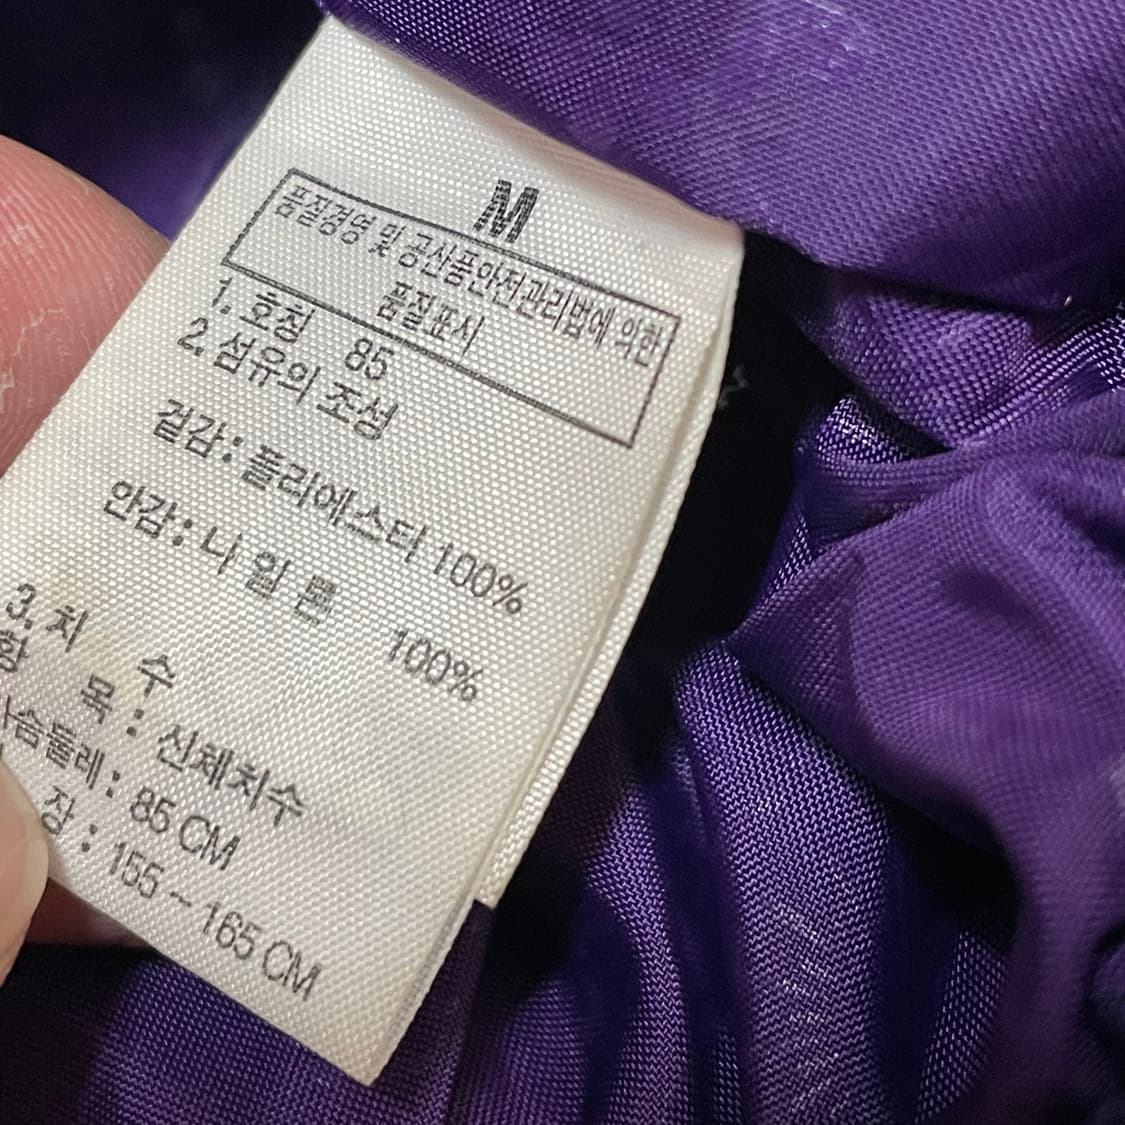 M
품질경영 및 공산품안전관리법에 의한
품질표시
1. 호칭 85
2. 섬유의 조성
겉감: 폴리에스터 100%
안감: 나 일 론 100%
3. 치 수
항 목 : 신체치수
가슴둘레: 85 CM
장 : 155 ~ 165 CM